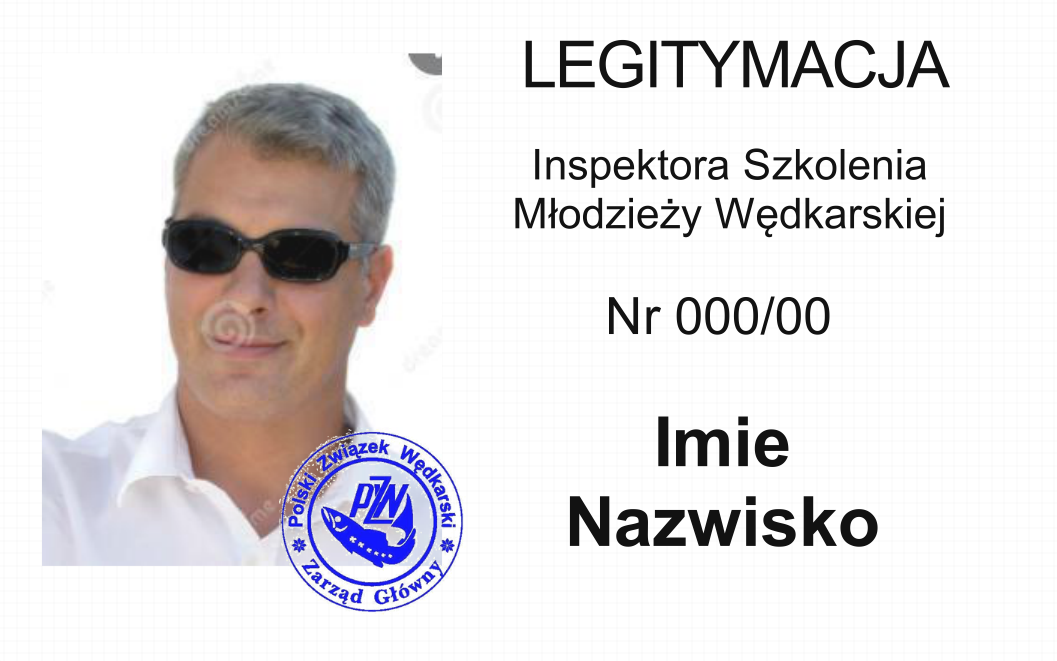 LEGITYMACJA
Inspektora Szkolenia
Młodzieży Wędkarskiej
Nr 000/00
Imie
Nazwisko
Polski Związek Wędkarski
PZW
Zarząd Główny